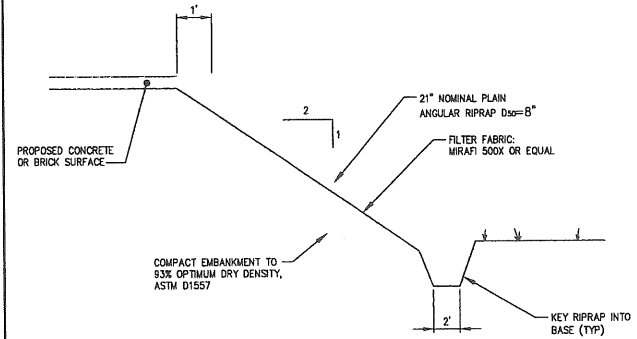 1'
2
1
21" NOMINAL PLAIN
ANGULAR RIPRAP D50=8"
FILTER FABRIC:
MIRAFI 500X OR EQUAL
PROPOSED CONCRETE
OR BRICK SURFACE
COMPACT EMBANKMENT TO
93% OPTIMUM DRY DENSITY,
ASTM D1557
2'
KEY RIPRAP INTO
BASE (TYP)